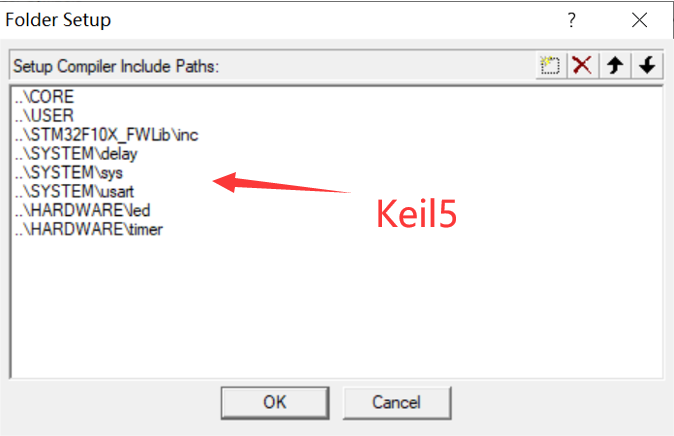 Folder Setup
?
Setup Compiler Include Paths:
..\CORE
..\USER
..\STM32F10X_FWLib\inc
..\SYSTEM\delay
..\SYSTEM\sys
..\SYSTEM\usart
..\HARDWARE\led
..\HARDWARE\timer
Keil5
OK Cancel